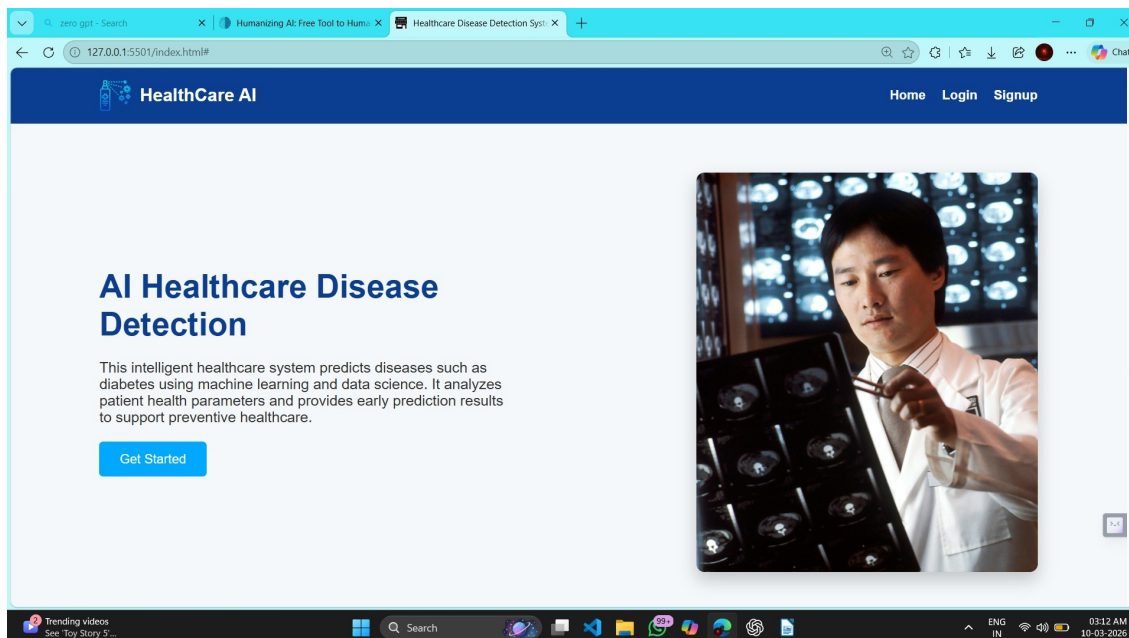 zero gpt - Search
Humanizing AI: Free Tool to Huma
Healthcare Disease Detection Syst
127.0.0.1:5501/index.html#
Chat
HealthCare AI
Home Login Signup
AI Healthcare Disease
Detection
This intelligent healthcare system predicts diseases such as
diabetes using machine learning and data science. It analyzes
patient health parameters and provides early prediction results
to support preventive healthcare.
Get Started
2
Trending videos
See 'Toy Story 5'...
Search
99+
ENG
IN
03:12 AM
10-03-2026